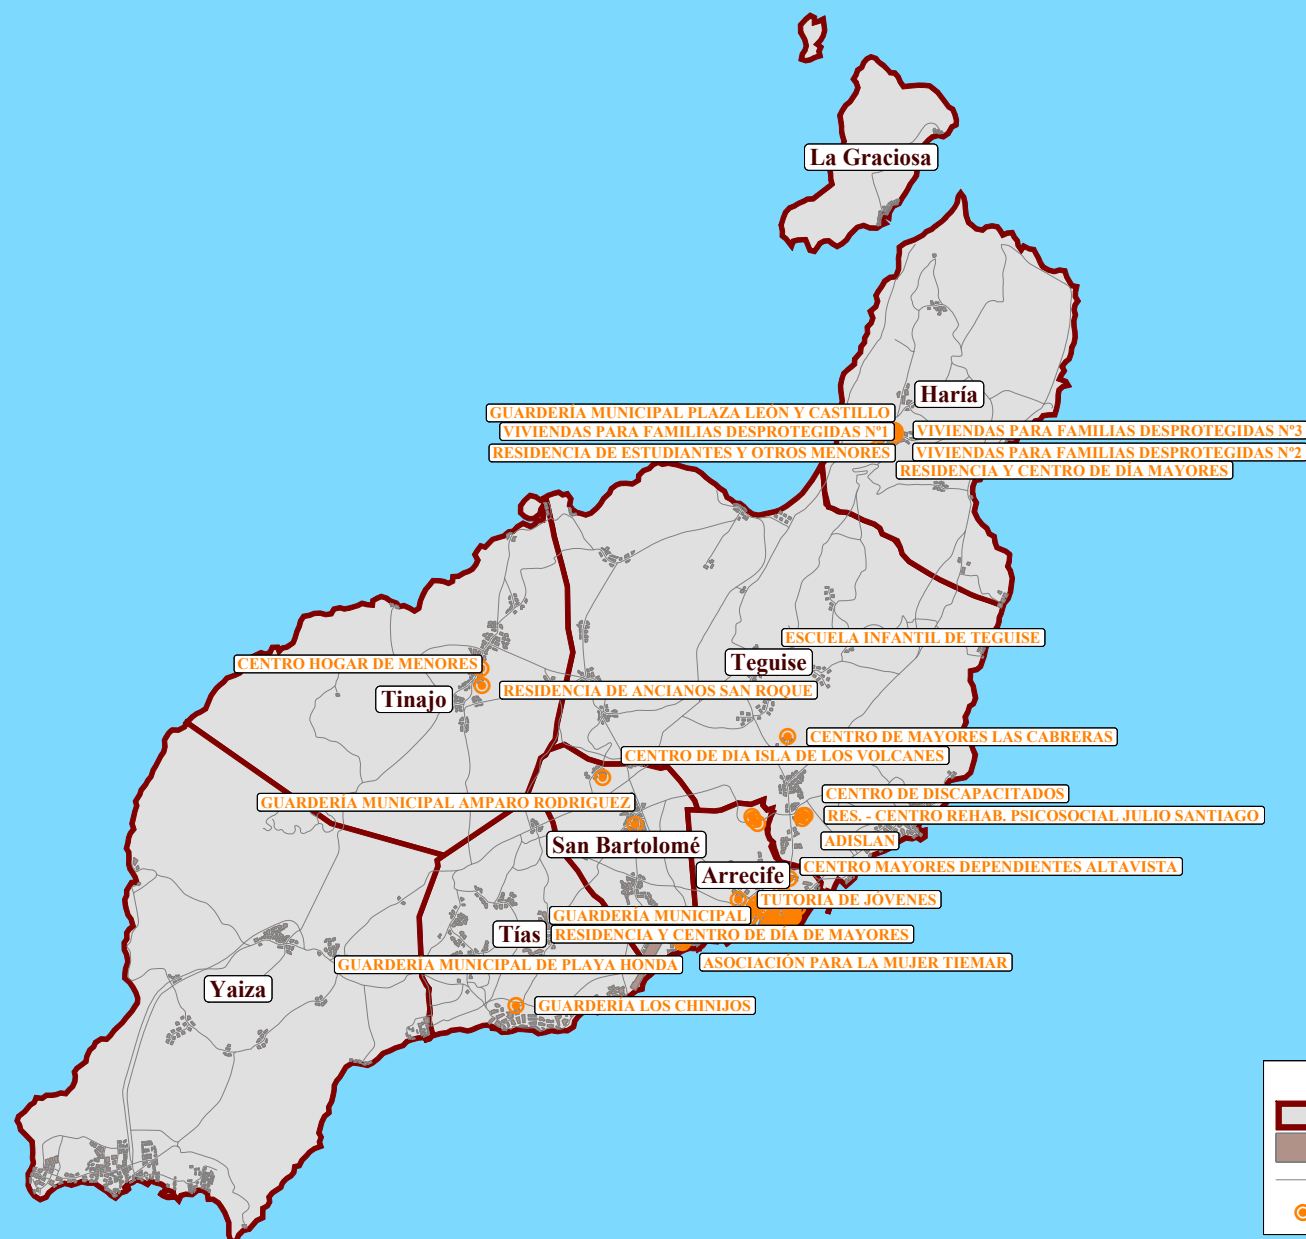 La Graciosa
Haría
GUARDERÍA MUNICIPAL PLAZA LEÓN Y CASTILLO
VIVIENDAS PARA FAMILIAS DESPROTEGIDAS Nº1
VIVIENDAS PARA FAMILIAS DESPROTEGIDAS Nº3
RESIDENCIA DE ESTUDIANTES Y OTROS MENORES
VIVIENDAS PARA FAMILIAS DESPROTEGIDAS Nº2
RESIDENCIA Y CENTRO DE DÍA MAYORES
ESCUELA INFANTIL DE TEGUISE
CENTRO HOGAR DE MENORES
Teguise
RESIDENCIA DE ANCIANOS SAN ROQUE
Tinajo
CENTRO DE MAYORES LAS CABRERAS
CENTRO DE DIA ISLA DE LOS VOLCANES
CENTRO DE DISCAPACITADOS
GUARDERÍA MUNICIPAL AMPARO RODRIGUEZ
RES. - CENTRO REHAB. PSICOSOCIAL JULIO SANTIAGO
ADISLAN
San Bartolomé
CENTRO MAYORES DEPENDIENTES ALTAVISTA
Arrecife
TUTORIA DE JÓVENES
GUARDERÍA MUNICIPAL
Tías
RESIDENCIA Y CENTRO DE DÍA DE MAYORES
GUARDERÍA MUNICIPAL DE PLAYA HONDA
ASOCIACIÓN PARA LA MUJER TIEMAR
Yaiza
GUARDERÍA LOS CHINIJOS